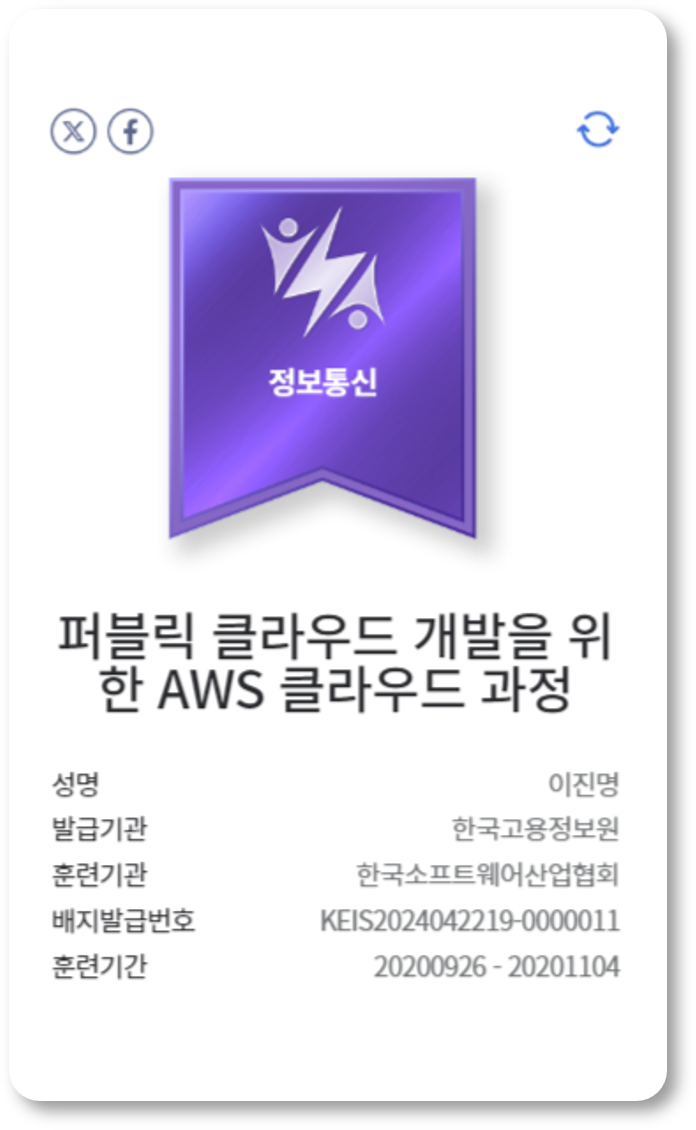 정보통신
퍼블릭 클라우드 개발을 위
한 AWS 클라우드 과정
성명 이진명
발급기관 한국고용정보원
훈련기관 한국소프트웨어산업협회
배지발급번호 KEIS2024042219-0000011
훈련기간 20200926 - 20201104